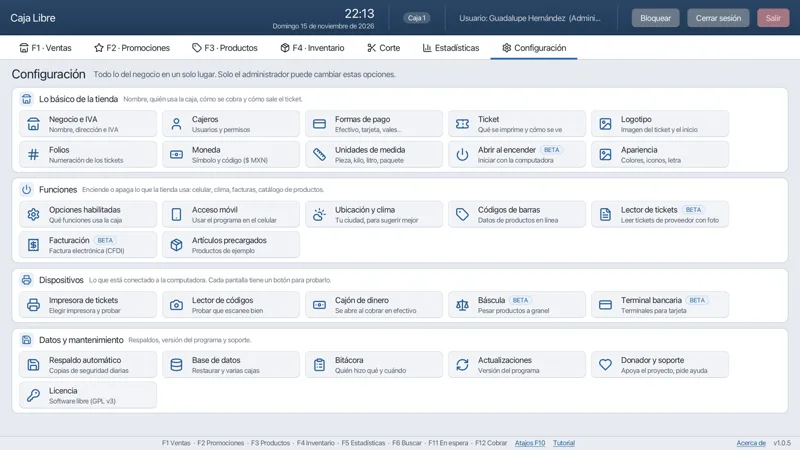 Caja Libre
22:13
Domingo 15 de noviembre de 2026
Caja 1
Usuario: Guadalupe Hernández (Admini...
Bloquear
Cerrar sesión
Salir
F1 · Ventas
F2 · Promociones
F3 · Productos
F4 · Inventario
Corte
Estadísticas
Configuración
Configuración
Todo lo del negocio en un solo lugar. Solo el administrador puede cambiar estas opciones.
Lo básico de la tienda
Nombre, quién usa la caja, cómo se cobra y cómo sale el ticket.
Negocio e IVA
Nombre, dirección e IVA
Cajeros
Usuarios y permisos
Formas de pago
Efectivo, tarjeta, vales...
Ticket
Qué se imprime y cómo se ve
Logotipo
Imagen del ticket y el inicio
Folios
Numeración de los tickets
Moneda
Símbolo y código ($ MXN)
Unidades de medida
Pieza, kilo, litro, paquete
Abrir al encender BETA
Iniciar con la computadora
Apariencia
Colores, iconos, letra
Funciones
Enciende o apaga lo que la tienda usa: celular, clima, facturas, catálogo de productos.
Opciones habilitadas
Qué funciones usa la caja
Acceso móvil
Usar el programa en el celular
Ubicación y clima
Tu ciudad, para sugerir mejor
Códigos de barras
Datos de productos en línea
Lector de tickets BETA
Leer tickets de proveedor con foto
Facturación BETA
Factura electrónica (CFDI)
Artículos precargados
Productos de ejemplo
Dispositivos
Lo que está conectado a la computadora. Cada pantalla tiene un botón para probarlo.
Impresora de tickets
Elegir impresora y probar
Lector de códigos
Probar que escanee bien
Cajón de dinero
Se abre al cobrar en efectivo
Báscula BETA
Pesar productos a granel
Terminal bancaria BETA
Terminales para tarjeta
Datos y mantenimiento
Respaldos, versión del programa y soporte.
Respaldo automático
Copias de seguridad diarias
Base de datos
Restaurar y varias cajas
Bitácora
Quién hizo qué y cuándo
Actualizaciones
Versión del programa
Donador y soporte
Apoya el proyecto, pide ayuda
Licencia
Software libre (GPL v3)
F1 Ventas · F2 Promociones · F3 Productos · F4 Inventario · F5 Estadísticas · F6 Buscar · F11 En espera · F12 Cobrar
Atajos F10
Tutorial
Acerca de
v1.0.5